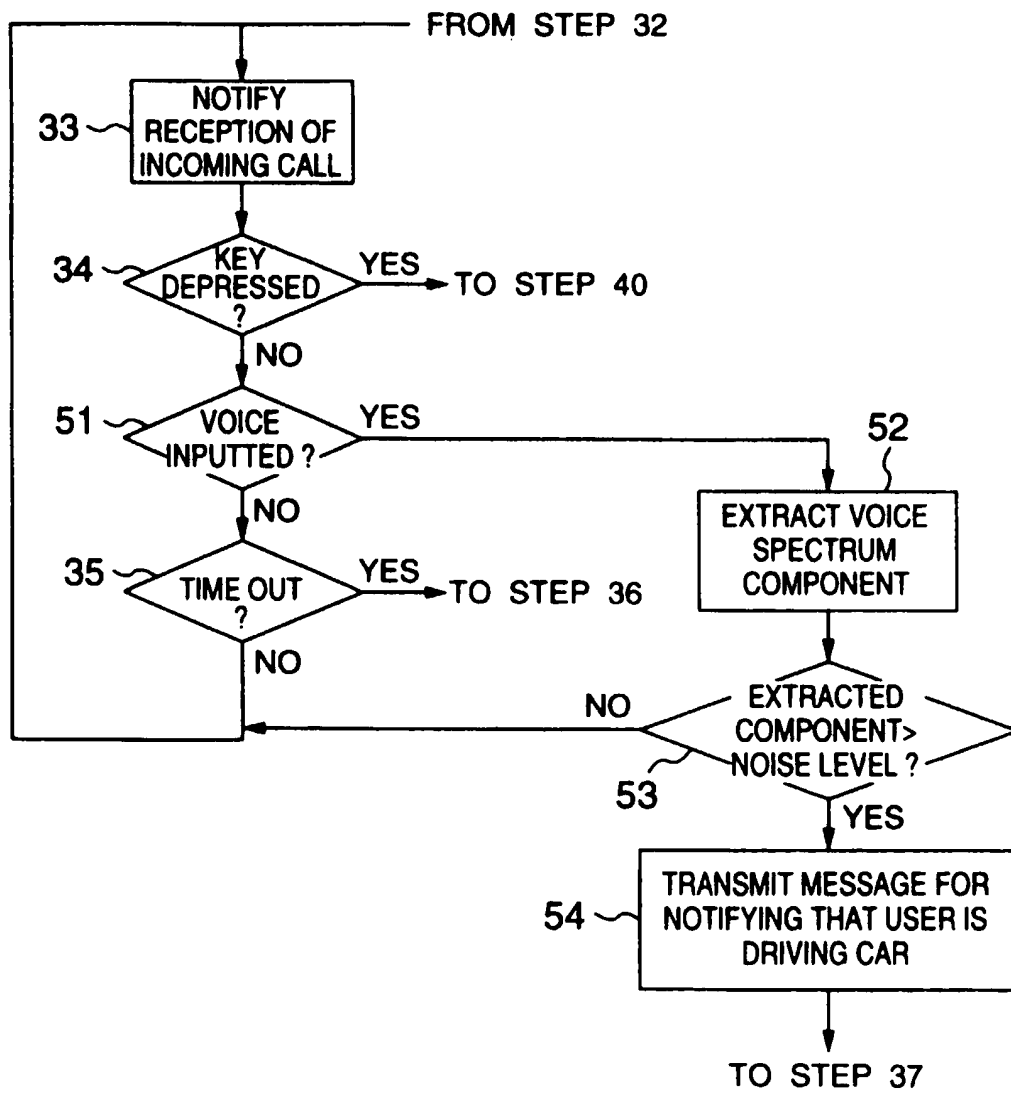 FROM STEP 32
33
NOTIFY
RECEPTION OF
INCOMING CALL
34
KEY
DEPRESSED
?
YES
TO STEP 40
NO
51
VOICE
INPUTTED ?
YES
NO
52
EXTRACT VOICE
SPECTRUM
COMPONENT
35
TIME OUT
?
YES
TO STEP 36
NO
53
EXTRACTED
COMPONENT>
NOISE LEVEL ?
NO
YES
54
TRANSMIT MESSAGE FOR
NOTIFYING THAT USER IS
DRIVING CAR
TO STEP 37